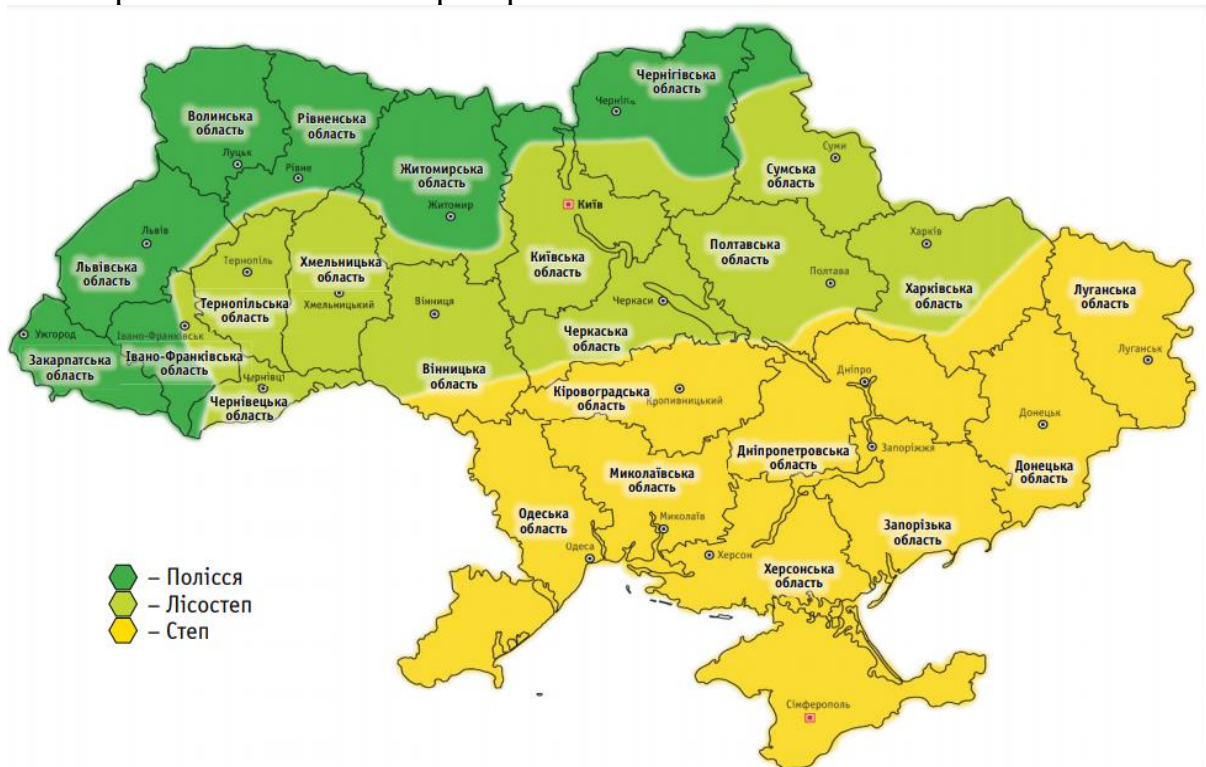 Чернігівська
область
Чернігів
Волинська
область
Рівненська
область
Луцьк
Рівне
Житомирська
область
Житомир
Суми
Сумська
область
Київ
Львів
Львівська
область
Тернопіль
Хмельницька
область
Київська
область
Полтавська
область
Харків
Тернопільська
область
Хмельницький
Вінниця
Черкаси
Полтава
Харківська
область
Луганська
область
Ужгород
Івано-Франківськ
Черкаська
область
Закарпатська
область
Івано-Франківська
область
Вінницька
область
Луганськ
Чернівці
Чернівецька
область
Кіровоградська
область
Кропивницький
Дніпро
Донецьк
Дніпропетровська
область
Запоріжжя
Донецька
область
Миколаївська
область
Одеська
область
Миколаїв
Запорізька
область
Одеса
Херсон
Херсонська
область
– Полісся
– Лісостеп
– Степ
Сімферополь